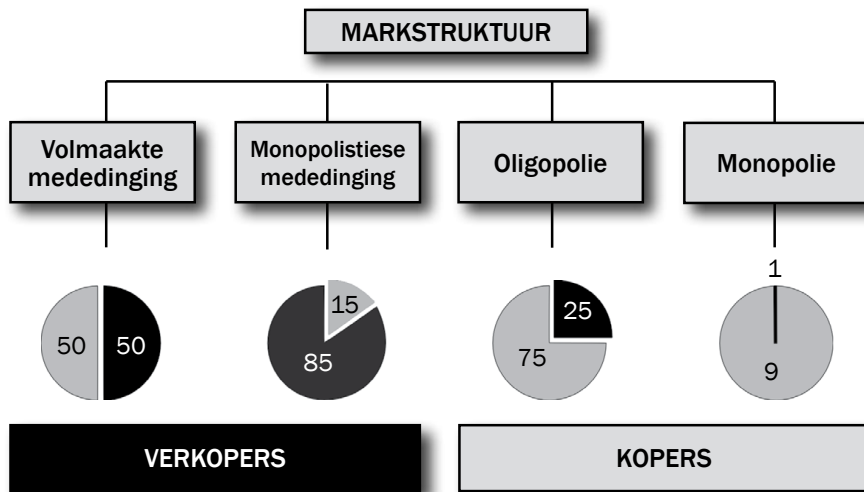 MARKSTRUKTUUR
Volmaakte
mededinging
Monopolistiese
mededinging
Oligopolie
Monopolie
50
50
15
85
25
75
1
9
VERKOPERS
KOPERS